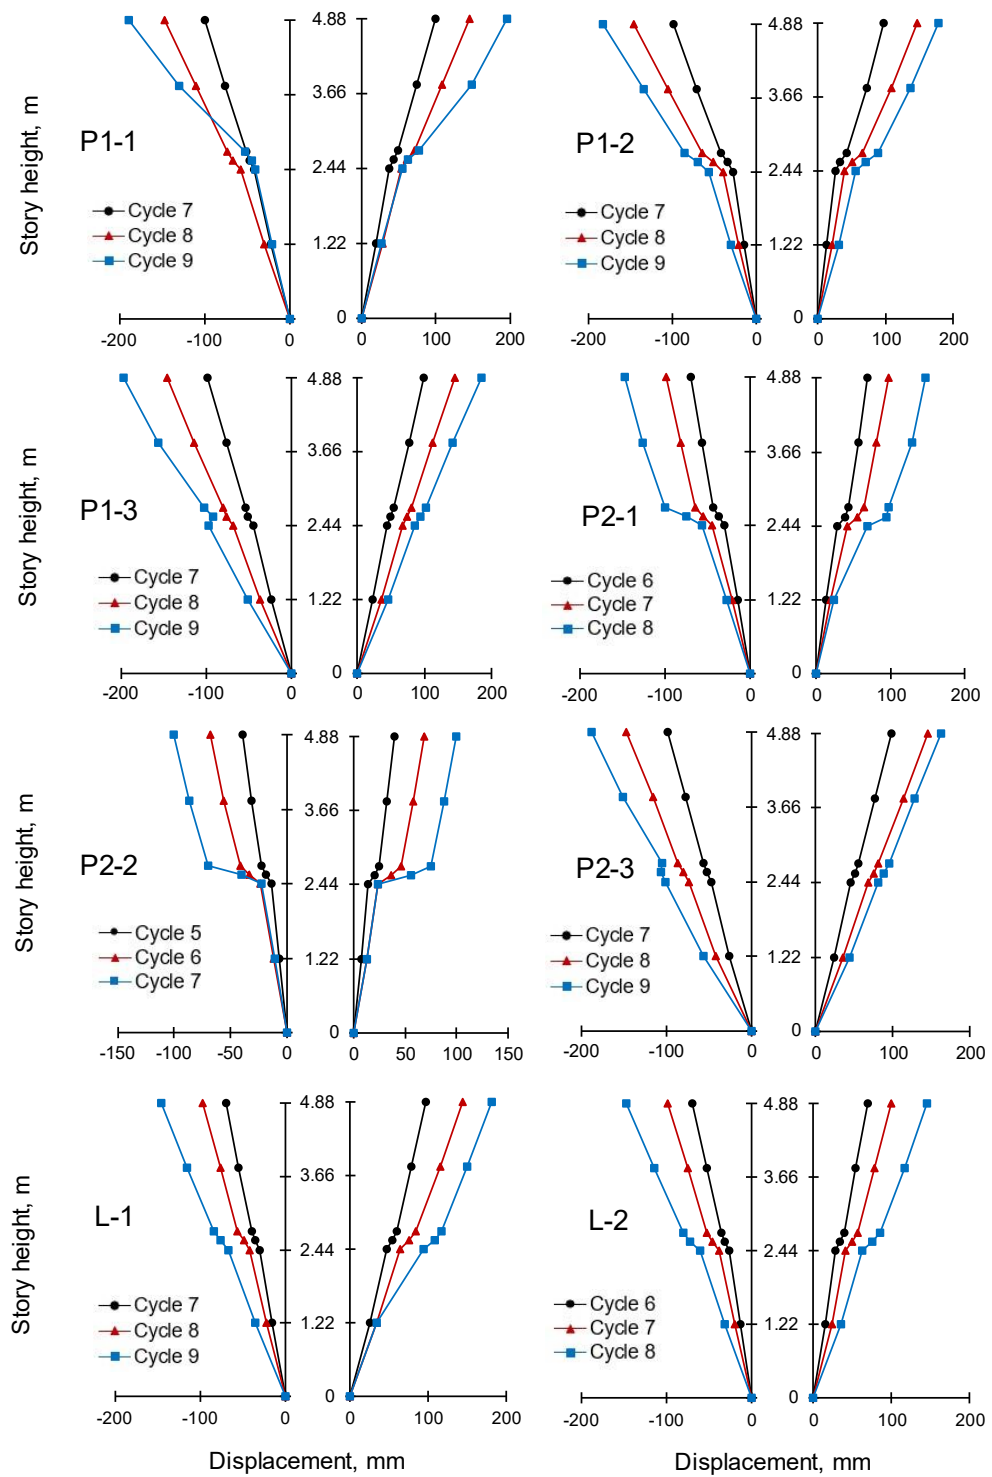 Story height, m
P1-1
Cycle 7
Cycle 8
Cycle 9
-200 -100 0
4.88
3.66
2.44
1.22
0
0 100 200
P1-2
Cycle 7
Cycle 8
Cycle 9
-200 -100 0
4.88
3.66
2.44
1.22
0
0 100 200
Story height, m
P1-3
Cycle 7
Cycle 8
Cycle 9
-200 -100 0
4.88
3.66
2.44
1.22
0
0 100 200
P2-1
Cycle 6
Cycle 7
Cycle 8
-200 -100 0
4.88
3.66
2.44
1.22
0
0 100 200
Story height, m
P2-2
Cycle 5
Cycle 6
Cycle 7
-150 -100 -50 0
4.88
3.66
2.44
1.22
0
0 50 100 150
P2-3
Cycle 7
Cycle 8
Cycle 9
-200 -100 0
4.88
3.66
2.44
1.22
0
0 100 200
Story height, m
L-1
Cycle 7
Cycle 8
Cycle 9
-200 -100 0
4.88
3.66
2.44
1.22
0
0 100 200
L-2
Cycle 6
Cycle 7
Cycle 8
-200 -100 0
4.88
3.66
2.44
1.22
0
0 100 200
Displacement, mm
Displacement, mm